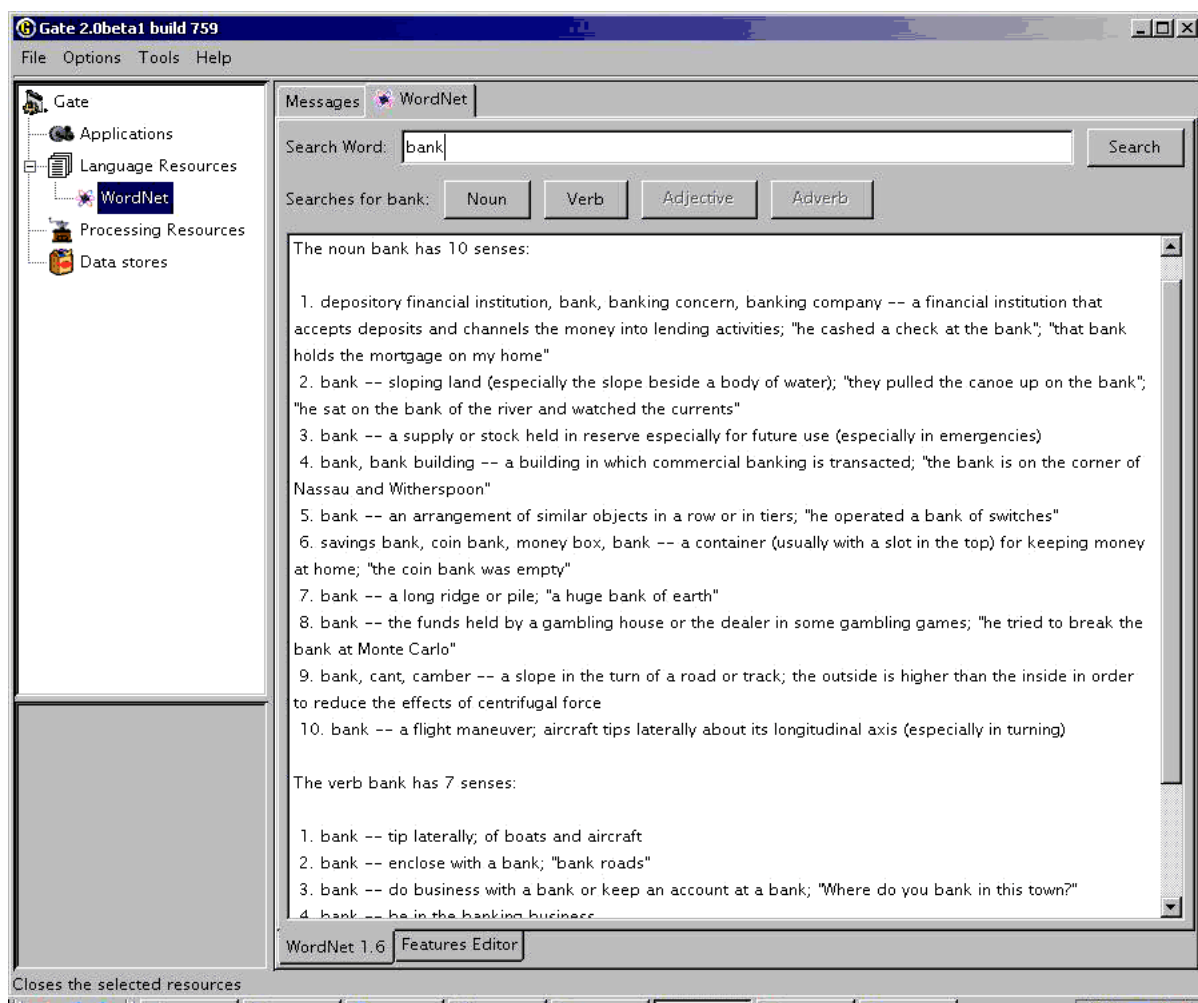 Gate 2.0beta1 build 759
File Options Tools Help
Gate
Applications
Language Resources
WordNet
Processing Resources
Data stores
Messages WordNet
Search Word: bank Search
Searches for bank: Noun Verb Adjective Adverb
The noun bank has 10 senses:
1. depository financial institution, bank, banking concern, banking company -- a financial institution that
accepts deposits and channels the money into lending activities; "he cashed a check at the bank"; "that bank
holds the mortgage on my home"
2. bank -- sloping land (especially the slope beside a body of water); "they pulled the canoe up on the bank";
"he sat on the bank of the river and watched the currents"
3. bank -- a supply or stock held in reserve especially for future use (especially in emergencies)
4. bank, bank building -- a building in which commercial banking is transacted; "the bank is on the corner of
Nassau and Witherspoon"
5. bank -- an arrangement of similar objects in a row or in tiers; "he operated a bank of switches"
6. savings bank, coin bank, money box, bank -- a container (usually with a slot in the top) for keeping money
at home; "the coin bank was empty"
7. bank -- a long ridge or pile; "a huge bank of earth"
8. bank -- the funds held by a gambling house or the dealer in some gambling games; "he tried to break the
bank at Monte Carlo"
9. bank, cant, camber -- a slope in the turn of a road or track; the outside is higher than the inside in order
to reduce the effects of centrifugal force
10. bank -- a flight maneuver; aircraft tips laterally about its longitudinal axis (especially in turning)
The verb bank has 7 senses:
1. bank -- tip laterally; of boats and aircraft
2. bank -- enclose with a bank; "bank roads"
3. bank -- do business with a bank or keep an account at a bank; "Where do you bank in this town?"
4. bank -- be in the banking business
WordNet 1.6 Features Editor
Closes the selected resources